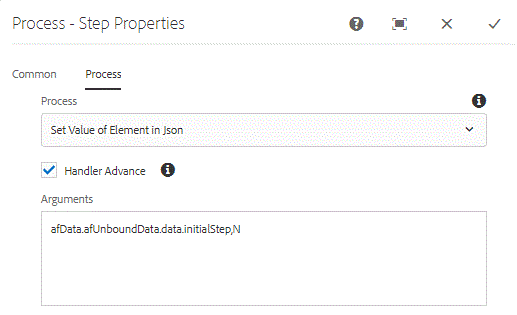 Process - Step Properties
Common Process
Process
Set Value of Element in Json
Handler Advance
Arguments
afData.afUnboundData.data.initialStep,N